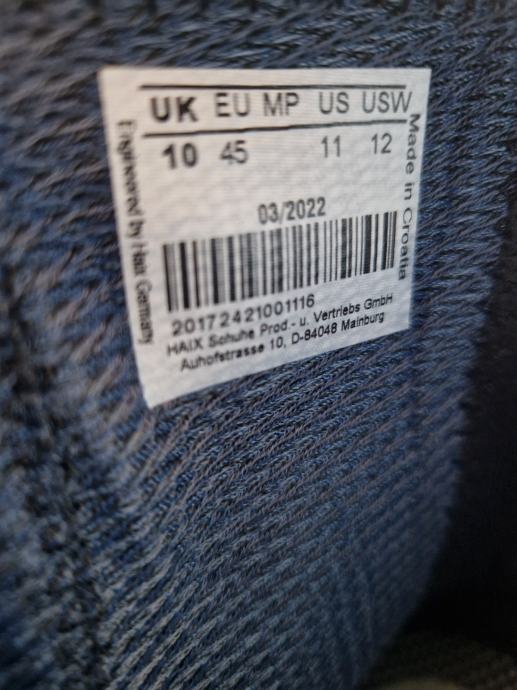 UK EU MP US USW
10 45 11 12
03/2022
20172421001116
HAIX Schuhe Prod.- u. Vertriebs GmbH
Auhofstrasse 10, D-84048 Mainburg
Engineered by Haix Germany
Made in Croatia